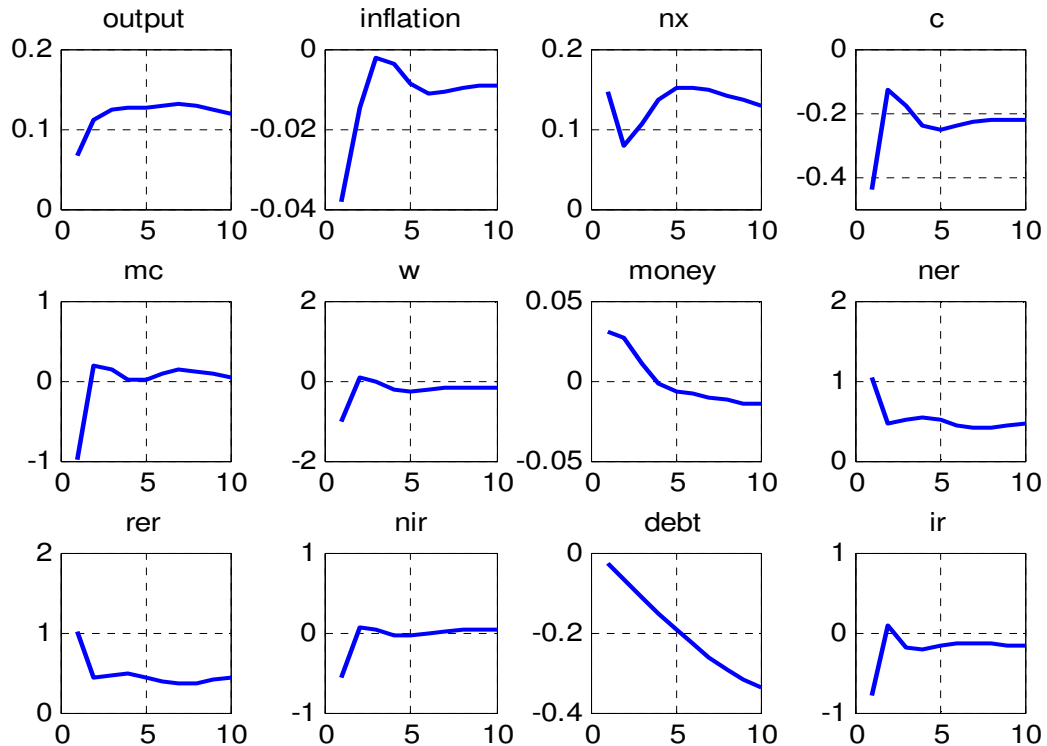 output inflation nx c
0.2 0 0.2 0
0.1 -0.02 0.1 -0.2
-0.4
0 -0.04 0
0 5 10 0 5 10 0 5 10 0 5 10
mc w money ner
1 2 0.05 2
0 0 0 1
-1 -2 -0.05 0
0 5 10 0 5 10 0 5 10 0 5 10
rer nir debt ir
2 1 0 1
1 0 -0.2 0
0 -1 -0.4 -1
0 5 10 0 5 10 0 5 10 0 5 10